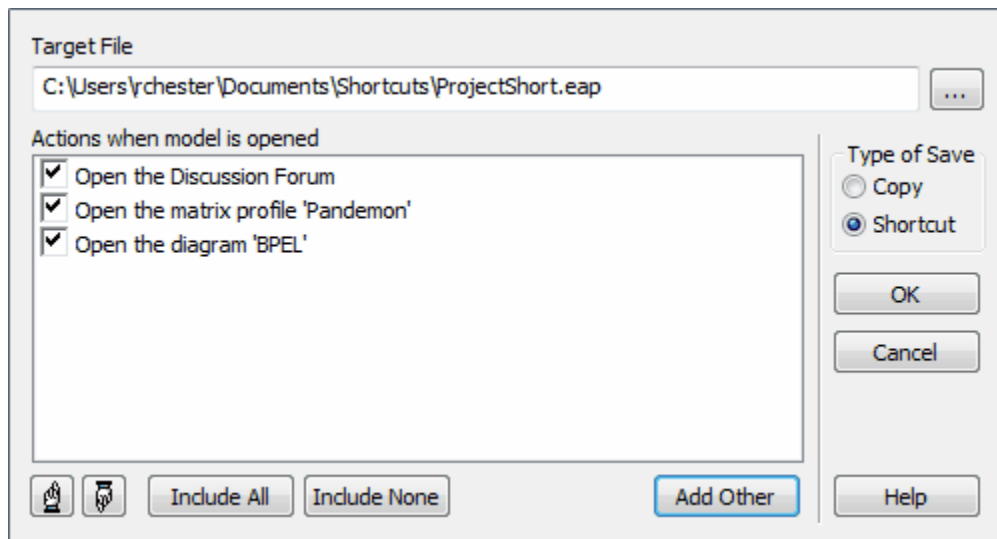 Target File
C:\Users\rchester\Documents\Shortcuts\ProjectShort.eap
...
Actions when model is opened
Open the Discussion Forum
Open the matrix profile 'Pandemon'
Open the diagram 'BPEL'
Type of Save
Copy
Shortcut
OK
Cancel
Include All
Include None
Add Other
Help